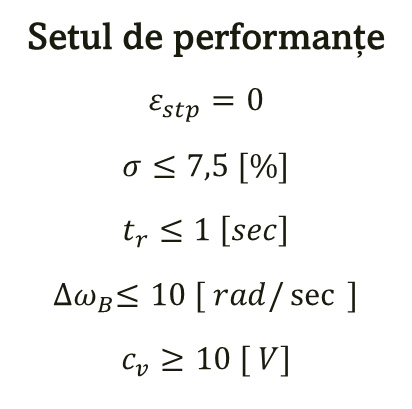 Setul de performanțe
ε_stp = 0
σ ≤ 7,5 [%]
t_r ≤ 1 [sec]
Δω_B ≤ 10 [ rad/ sec ]
c_v ≥ 10 [ V]